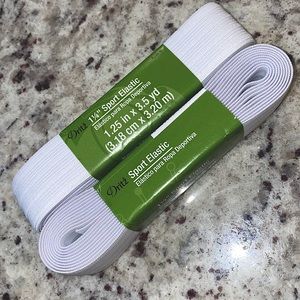 Dritz 1¼" Sport Elastic
Elástico para Ropa Deportiva
1.25 in x 3.5 yd
(3.18 cm x 3.20 m)
Dritz Sport Elastic
Elástico para Ropa Deportiva